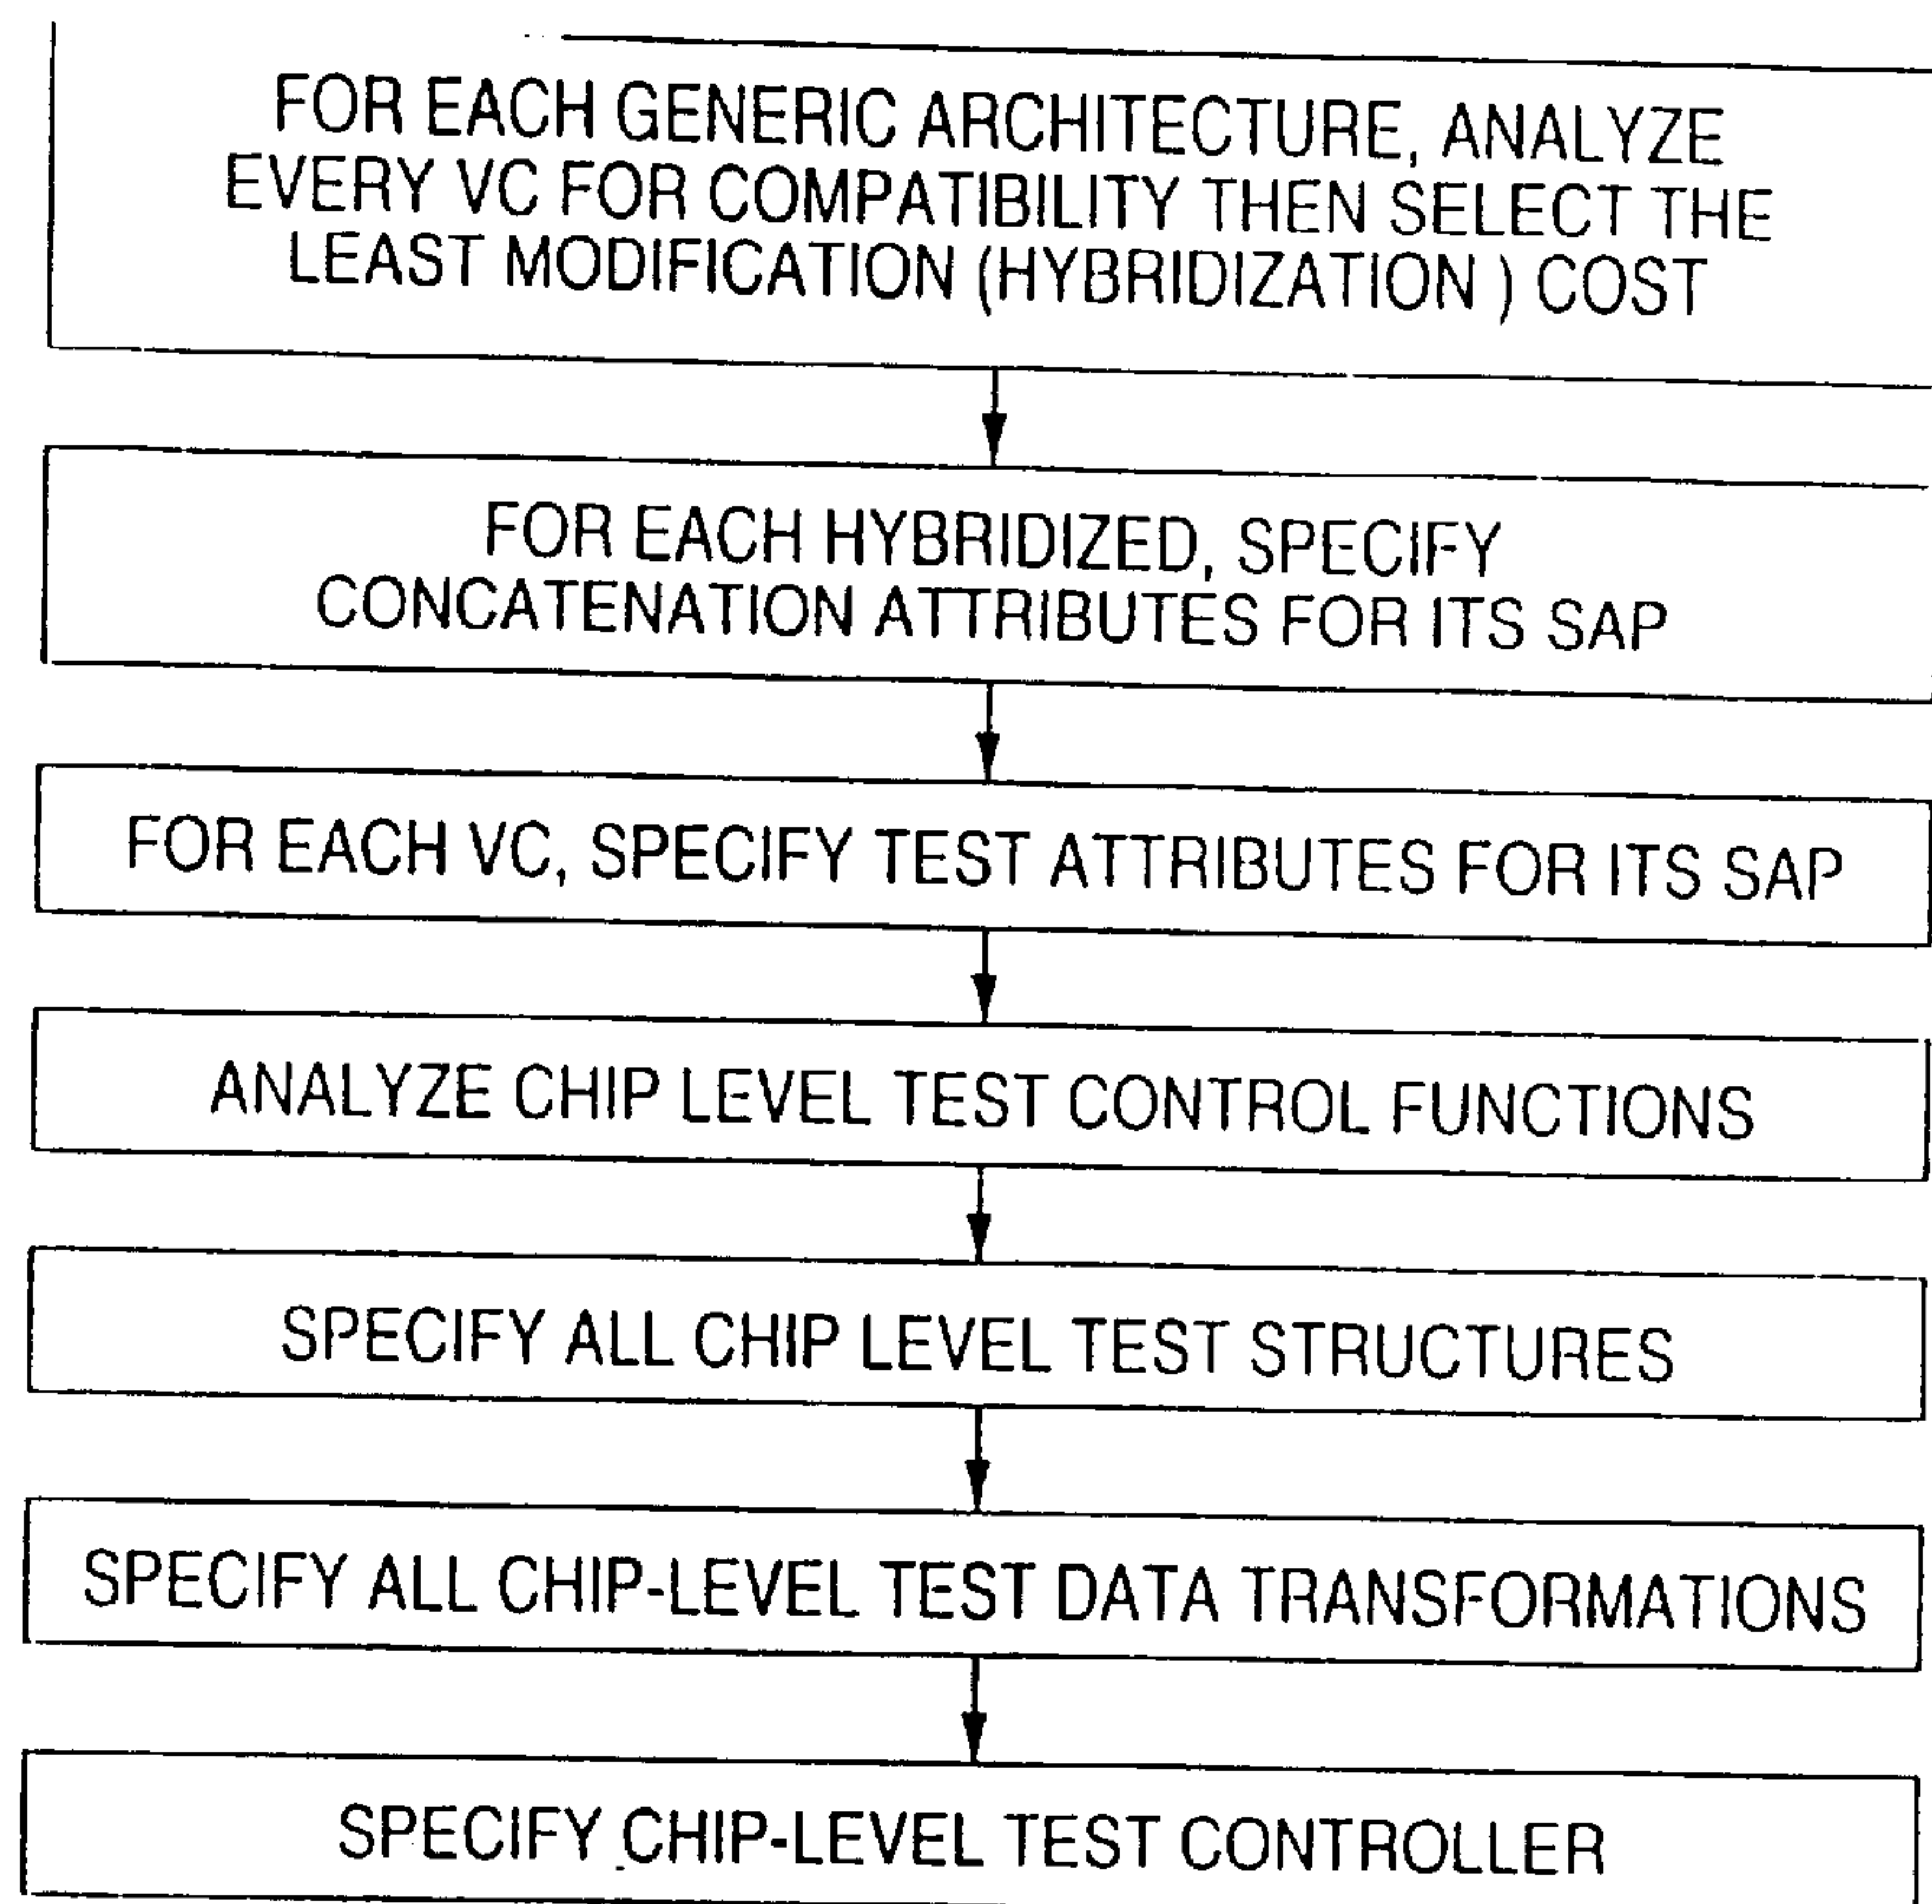 FOR EACH GENERIC ARCHITECTURE, ANALYZE
EVERY VC FOR COMPATIBILITY THEN SELECT THE
LEAST MODIFICATION (HYBRIDIZATION ) COST
FOR EACH HYBRIDIZED, SPECIFY
CONCATENATION ATTRIBUTES FOR ITS SAP
FOR EACH VC, SPECIFY TEST ATTRIBUTES FOR ITS SAP
ANALYZE CHIP LEVEL TEST CONTROL FUNCTIONS
SPECIFY ALL CHIP LEVEL TEST STRUCTURES
SPECIFY ALL CHIP-LEVEL TEST DATA TRANSFORMATIONS
SPECIFY CHIP-LEVEL TEST CONTROLLER